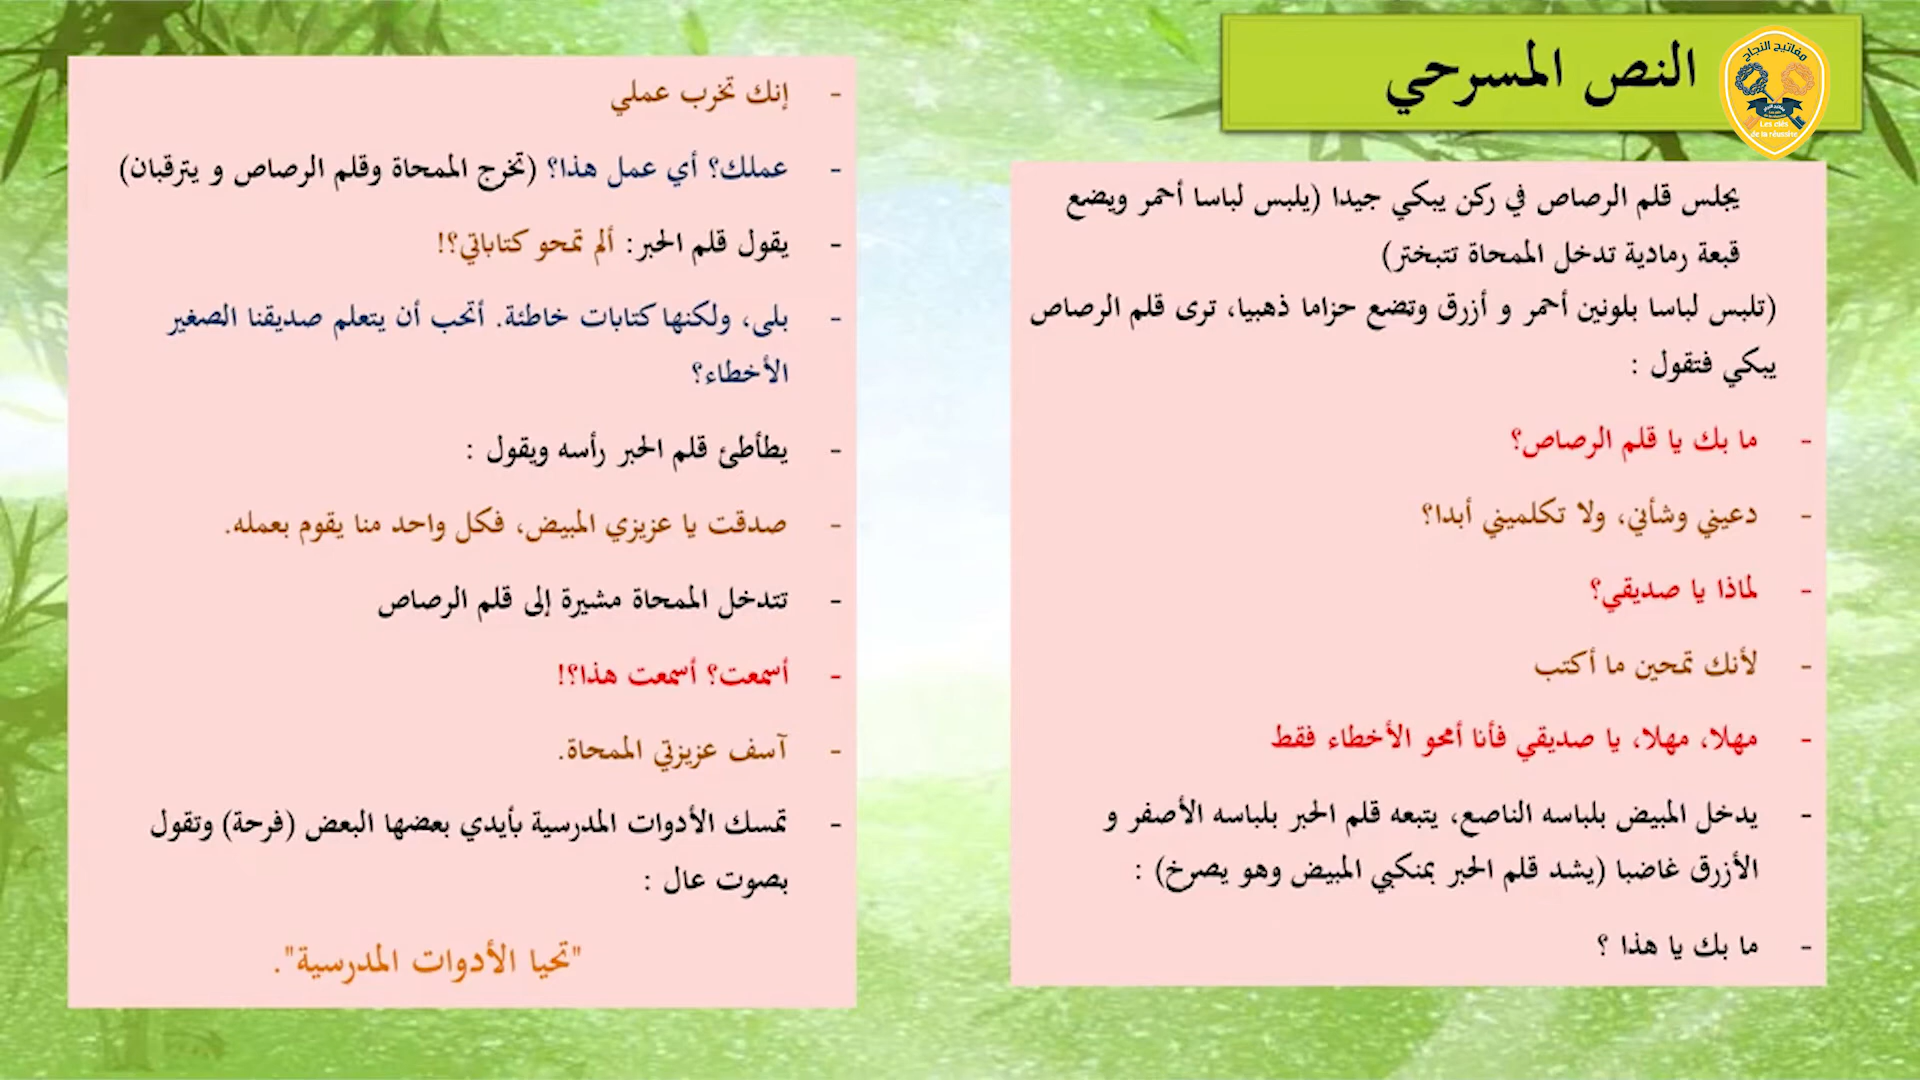 النص المسرحي
مفاتيح النجاح
Les clés
de la réussite
يجلس قلم الرصاص في ركن يبكي جيدا (يلبس لباسا أحمر ويضع
قبعة رمادية تدخل الممحاة تتبختر)
(تلبس لباسا بلونين أحمر و أزرق وتضع حزاما ذهبيا، ترى قلم الرصاص
يبكي فتقول :
- ما بك يا قلم الرصاص؟
- دعيني وشأني، ولا تكلميني أبدا؟
- لماذا يا صديقي؟
- لأنك تمحين ما أكتب
- مهلا، مهلا، يا صديقي فأنا أمحو الأخطاء فقط
- يدخل المبيض بلباسه الناصع، يتبعه قلم الحبر بلباسه الأصفر و
الأزرق غاضبا (يشد قلم الحبر بمنكبي المبيض وهو يصرخ) :
- ما بك يا هذا ؟
- إنك تخرب عملي
- عملك؟ أي عمل هذا؟ (تخرج الممحاة وقلم الرصاص و يترقبان)
- يقول قلم الحبر: ألم تمحو كتاباتي؟!
- بلى، ولكنها كتابات خاطئة. أتحب أن يتعلم صديقنا الصغير
الأخطاء؟
- يطأطئ قلم الحبر رأسه ويقول :
- صدقت يا عزيزي المبيض، فكل واحد منا يقوم بعمله.
- تتدخل الممحاة مشيرة إلى قلم الرصاص
- أسمعت؟ أسمعت هذا؟!
- آسف عزيزتي الممحاة.
- تمسك الأدوات المدرسية بأيدي بعضها البعض (فرحة) وتقول
بصوت عال :
"تحيا الأدوات المدرسية".